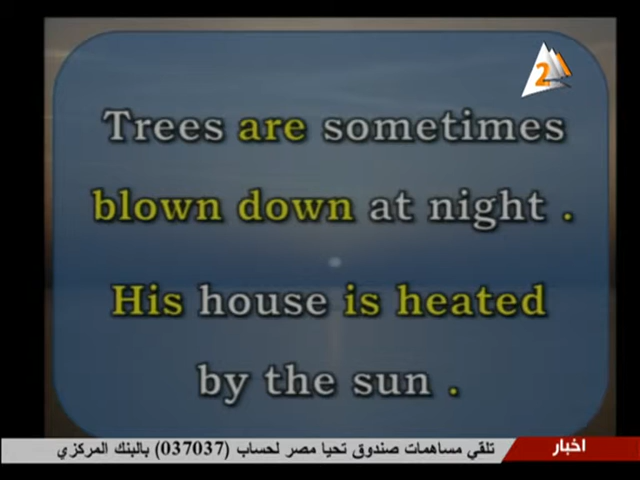 2
Trees are sometimes
blown down at night .
His house is heated
by the sun .
اخبار تلقي مساهمات صندوق تحيا مصر لحساب (037037) بالبنك المركزي